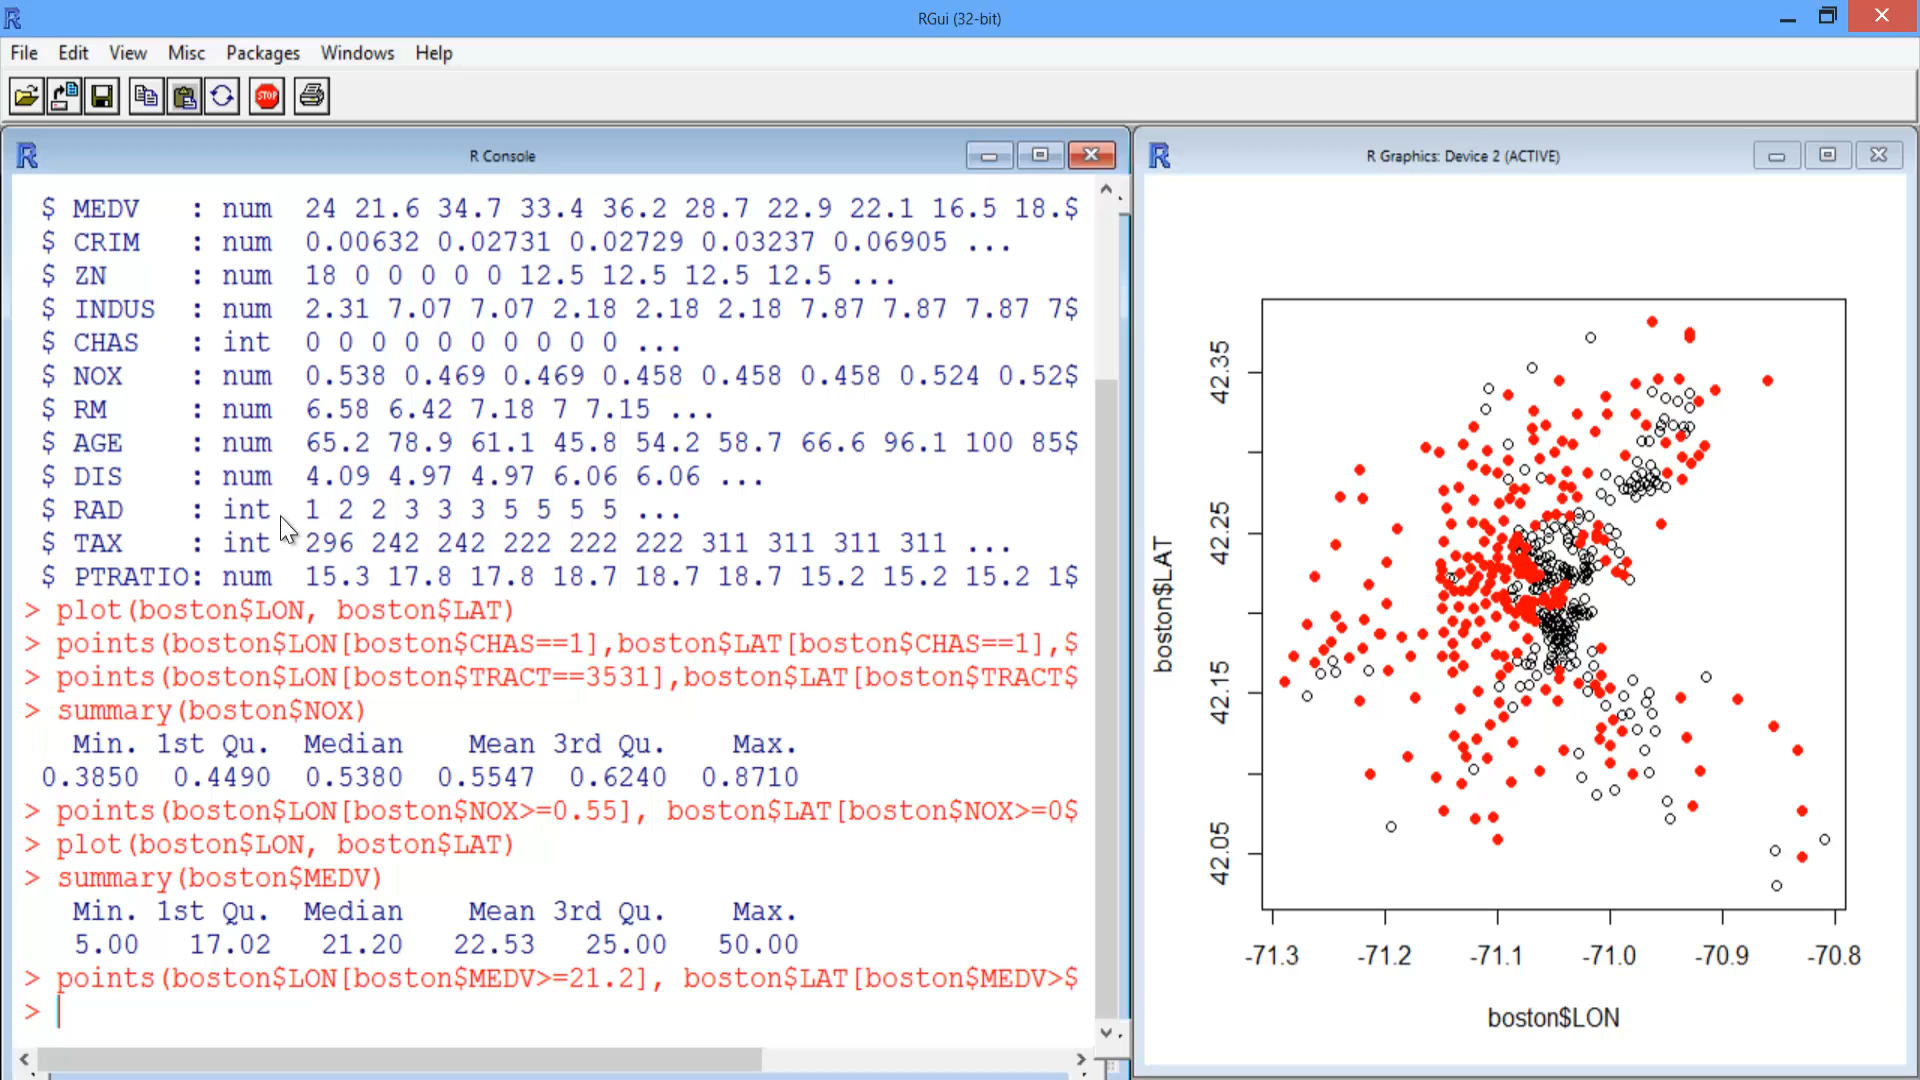 RGui (32-bit)
File Edit View Misc Packages Windows Help
STOP
R Console
$ MEDV : num 24 21.6 34.7 33.4 36.2 28.7 22.9 22.1 16.5 18.$
$ CRIM : num 0.00632 0.02731 0.02729 0.03237 0.06905 ...
$ ZN : num 18 0 0 0 0 0 12.5 12.5 12.5 12.5 ...
$ INDUS : num 2.31 7.07 7.07 2.18 2.18 2.18 7.87 7.87 7.87 7$
$ CHAS : int 0 0 0 0 0 0 0 0 0 0 ...
$ NOX : num 0.538 0.469 0.469 0.458 0.458 0.458 0.524 0.52$
$ RM : num 6.58 6.42 7.18 7 7.15 ...
$ AGE : num 65.2 78.9 61.1 45.8 54.2 58.7 66.6 96.1 100 85$
$ DIS : num 4.09 4.97 4.97 6.06 6.06 ...
$ RAD : int 1 2 2 3 3 3 5 5 5 5 ...
$ TAX : int 296 242 242 222 222 222 311 311 311 311 ...
$ PTRATIO: num 15.3 17.8 17.8 18.7 18.7 18.7 15.2 15.2 15.2 1$
> plot(boston$LON, boston$LAT)
> points(boston$LON[boston$CHAS==1],boston$LAT[boston$CHAS==1],$
> points(boston$LON[boston$TRACT==3531],boston$LAT[boston$TRACT$
> summary(boston$NOX)
Min. 1st Qu. Median Mean 3rd Qu. Max.
0.3850 0.4490 0.5380 0.5547 0.6240 0.8710
> points(boston$LON[boston$NOX>=0.55], boston$LAT[boston$NOX>=0$
> plot(boston$LON, boston$LAT)
> summary(boston$MEDV)
Min. 1st Qu. Median Mean 3rd Qu. Max.
5.00 17.02 21.20 22.53 25.00 50.00
> points(boston$LON[boston$MEDV>=21.2], boston$LAT[boston$MEDV>$
>
R Graphics: Device 2 (ACTIVE)
boston$LAT
42.35
42.25
42.15
42.05
-71.3 -71.2 -71.1 -71.0 -70.9 -70.8
boston$LON